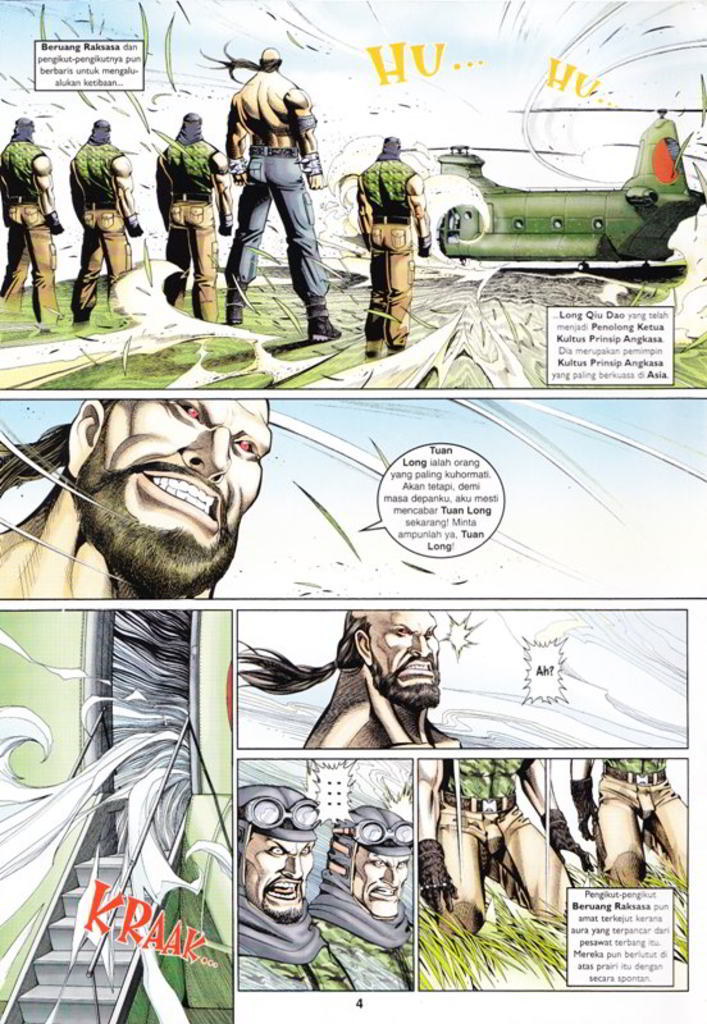 Beruang Raksasa dan
pengikut-pengikutnya pun
berbaris untuk mengalu-
alukan ketibaan...
HU...
HU...
..Long Qiu Dao yang telah
menjadi Penolong Ketua
Kultus Prinsip Angkasa.
Dia merupakan pemimpin
Kultus Prinsip Angkasa
yang paling berkuasa di Asia.
Tuan
Long ialah orang
yang paling kuhormati.
Akan tetapi, demi
masa depanku, aku mesti
mencabar Tuan Long
sekarang! Minta
ampunlah ya, Tuan
Long!
KRAAK...
Ah?
Pengikut-pengikut
Beruang Raksasa pun
amat terkejut kerana
aura yang terpancar dari
pesawat terbang itu.
Mereka pun berlutut di
atas prairi itu dengan
secara spontan.
4